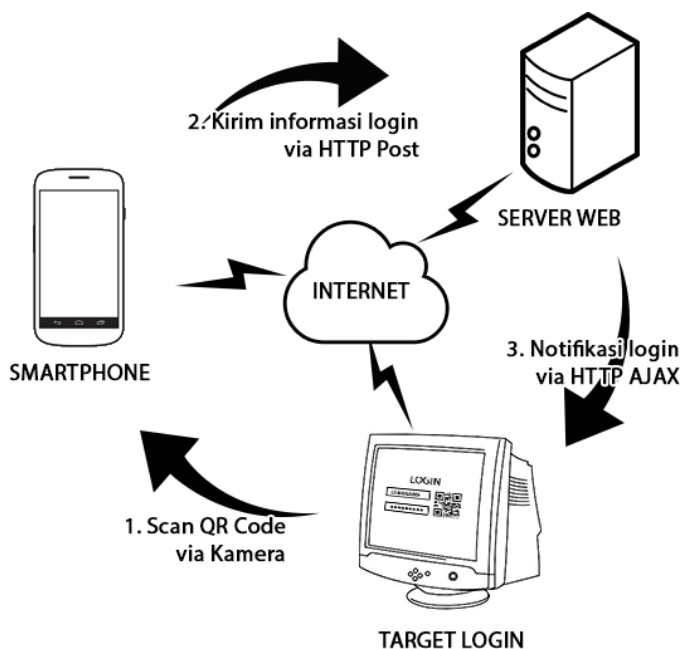 2. Kirim informasi login
via HTTP Post
SERVER WEB
INTERNET
SMARTPHONE
3. Notifikasi login
via HTTP AJAX
LOGIN
1. Scan QR Code
via Kamera
TARGET LOGIN